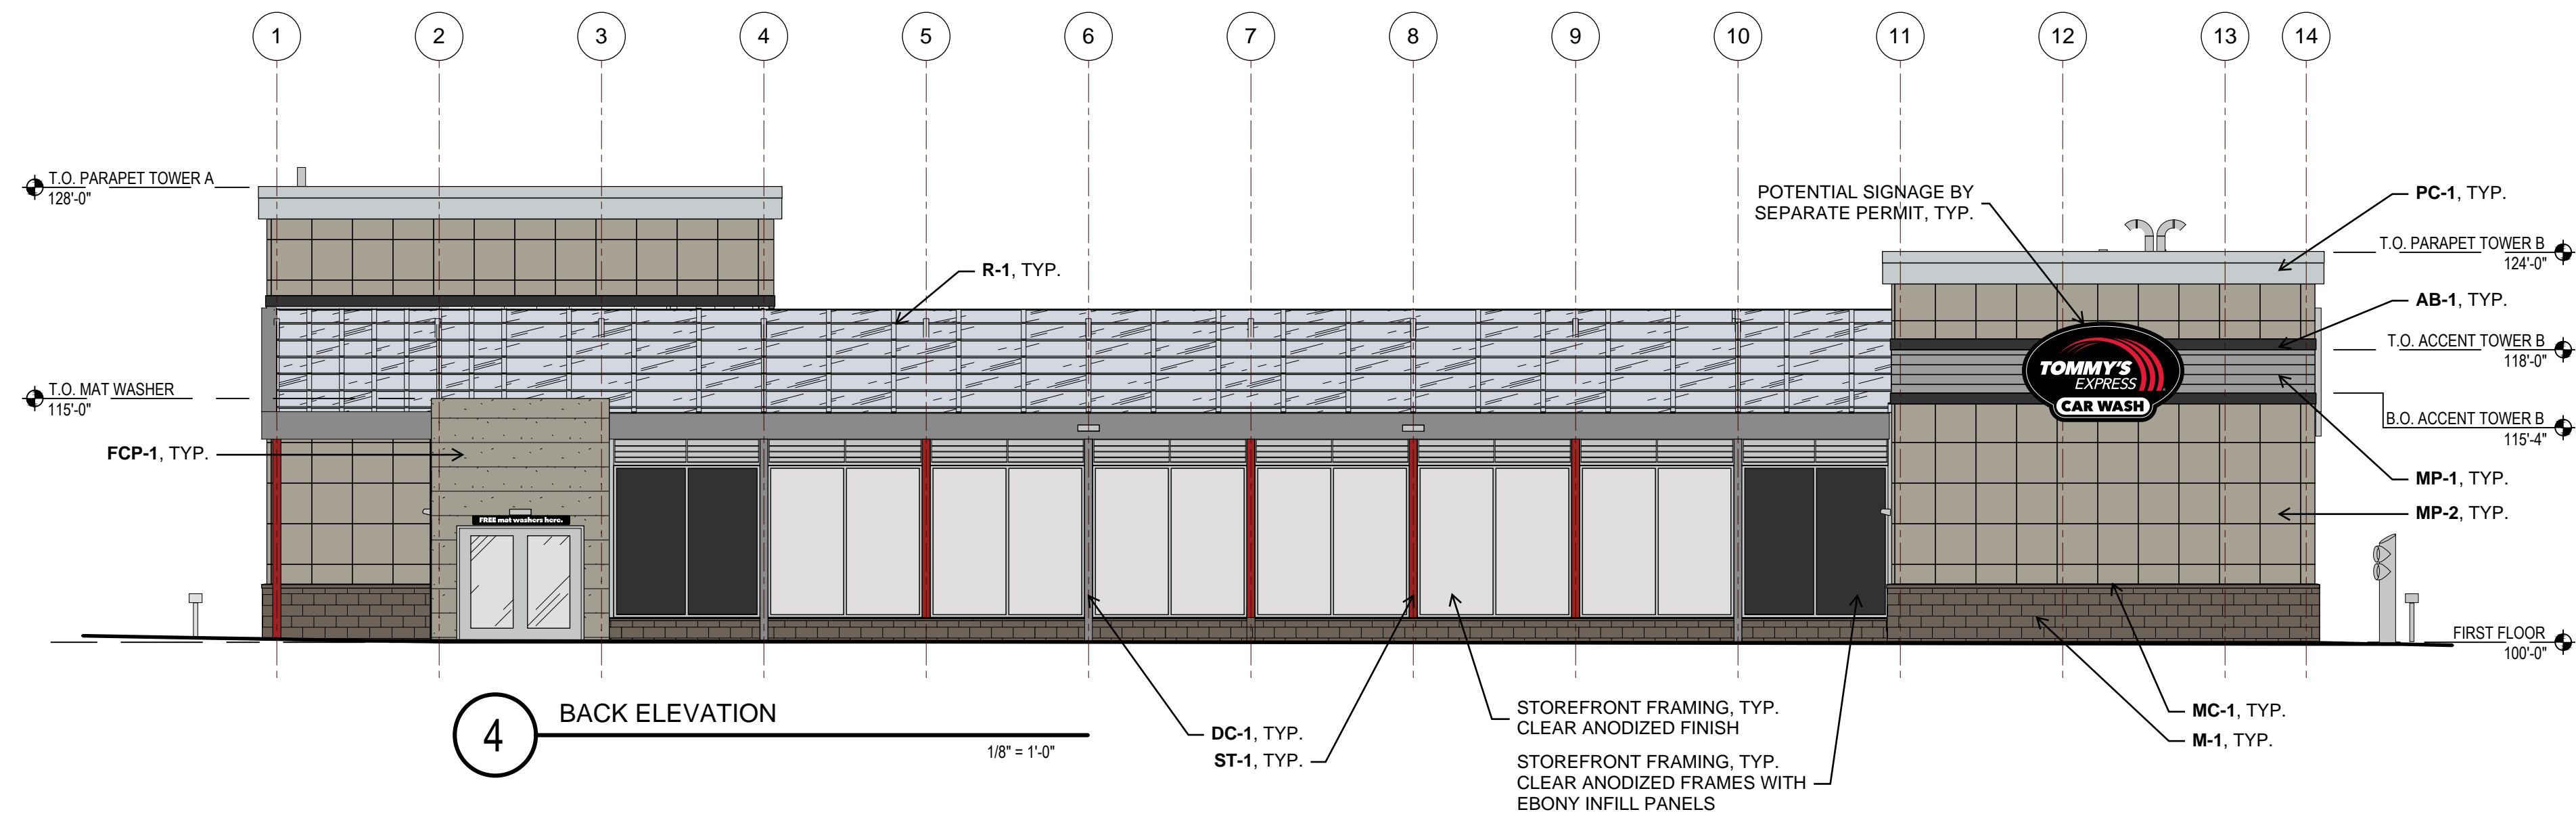 1 2 3 4 5 6 7 8 9 10 11 12 13 14
T.O. PARAPET TOWER A
128'-0"
T.O. MAT WASHER
115'-0"
FCP-1, TYP.
R-1, TYP.
FREE mat washers here.
POTENTIAL SIGNAGE BY
SEPARATE PERMIT, TYP.
TOMMY'S
EXPRESS
CAR WASH
PC-1, TYP.
T.O. PARAPET TOWER B
124'-0"
AB-1, TYP.
T.O. ACCENT TOWER B
118'-0"
B.O. ACCENT TOWER B
115'-4"
MP-1, TYP.
MP-2, TYP.
FIRST FLOOR
100'-0"
MC-1, TYP.
M-1, TYP.
STOREFRONT FRAMING, TYP.
CLEAR ANODIZED FINISH
STOREFRONT FRAMING, TYP.
CLEAR ANODIZED FRAMES WITH
EBONY INFILL PANELS
DC-1, TYP.
ST-1, TYP.
4
BACK ELEVATION
1/8" = 1'-0"